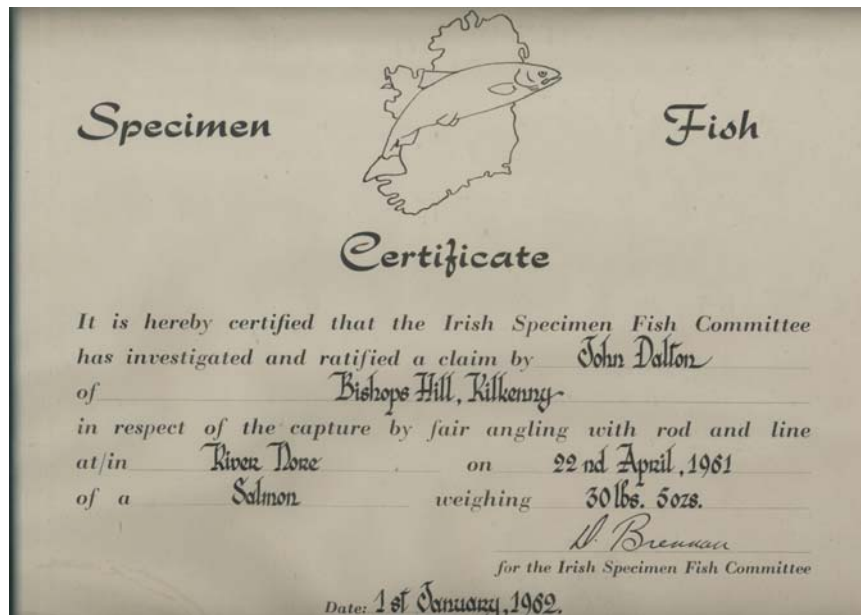 Specimen Fish
Certificate
It is hereby certified that the Irish Specimen Fish Committee
has investigated and ratified a claim by John Dalton
of Bishops Hill, Kilkenny
in respect of the capture by fair angling with rod and line
at/in River Nore on 22nd April, 1961
of a Salmon weighing 30lbs. 5ozs.
D. Brennan
for the Irish Specimen Fish Committee
Date: 1st January, 1962.